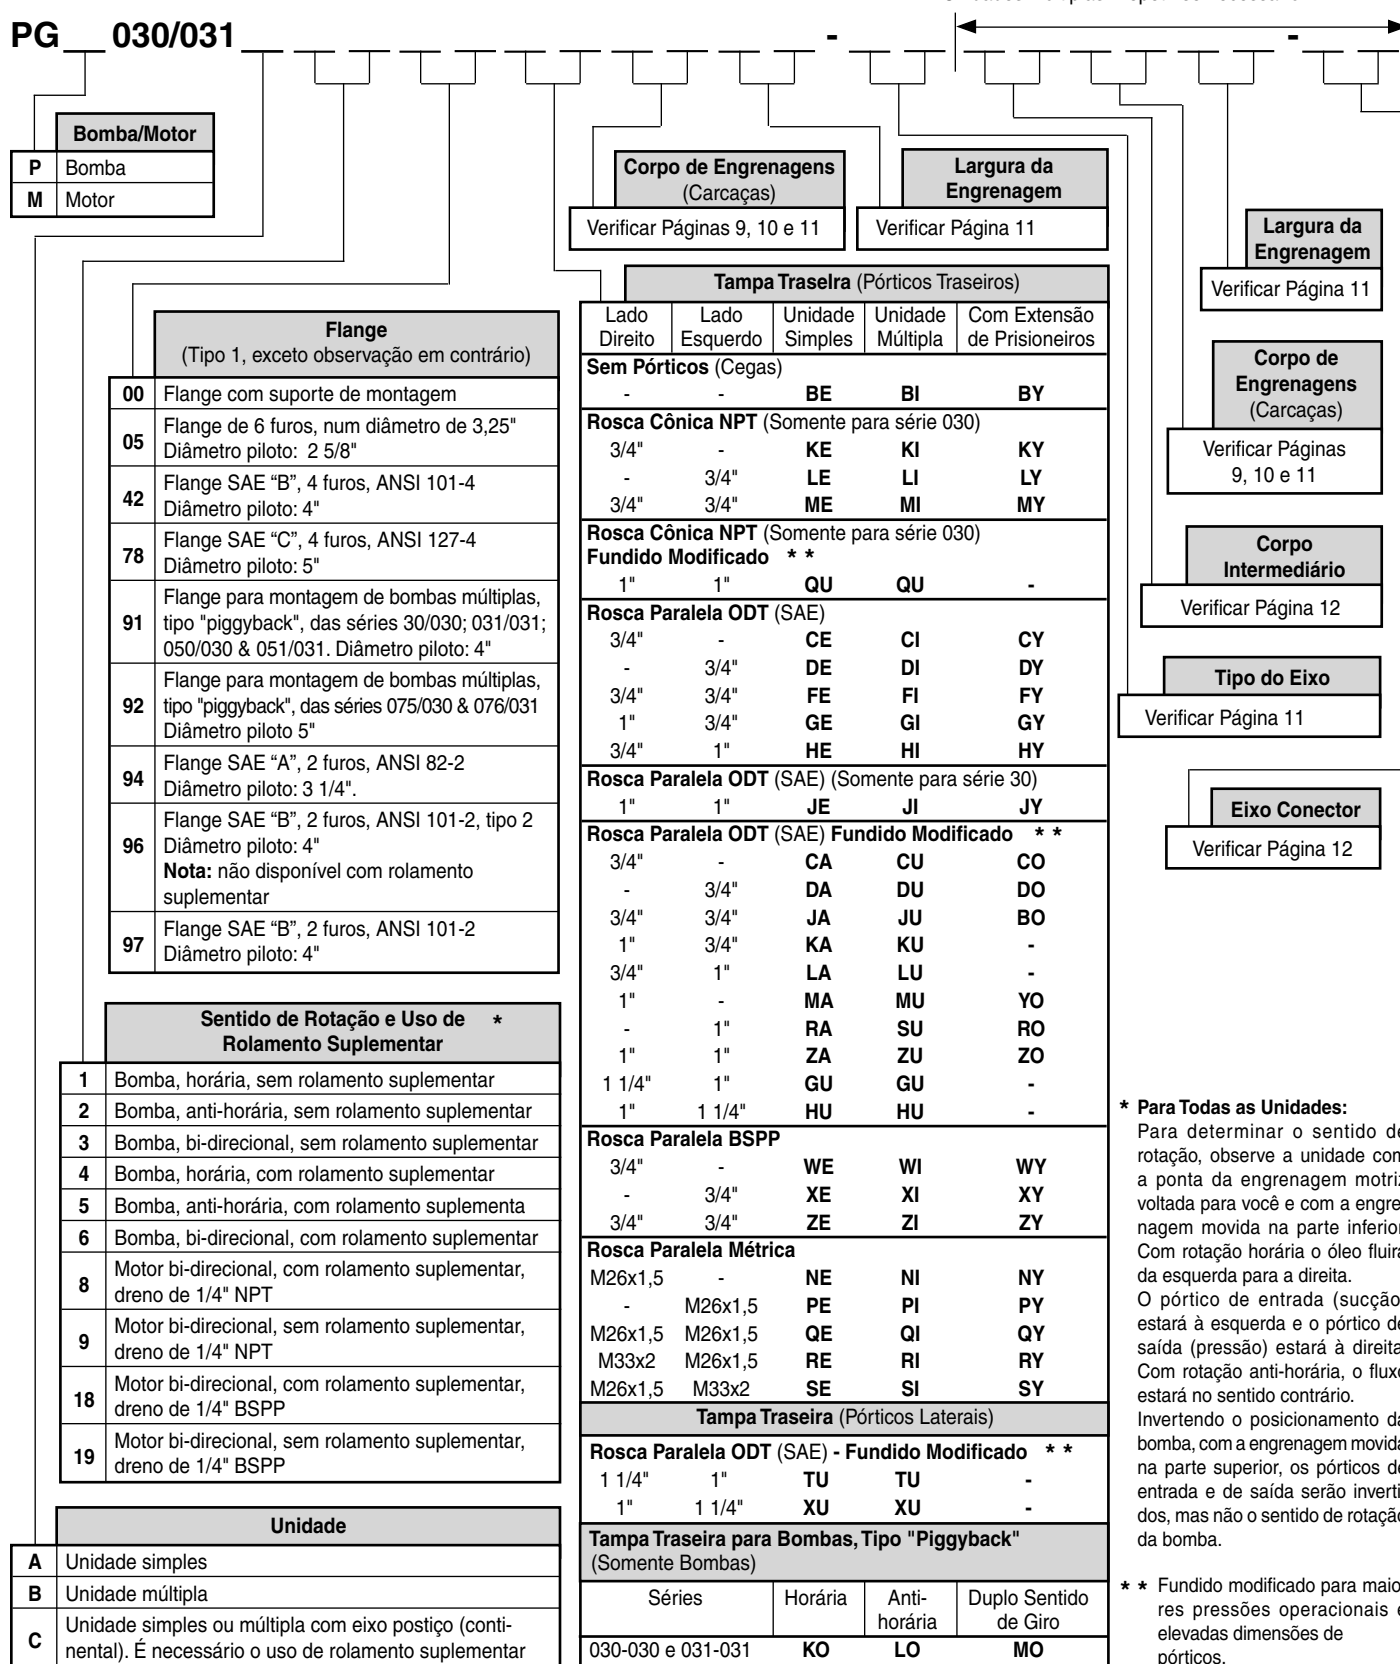 PG__ 030/031 __ __ __ __ __ __ __ __ __ __ __ - __ __ __ __ __ __ __ __ - __ __
Bomba/Motor
P Bomba
M Motor
Corpo de Engrenagens
(Carcaças)
Verificar Páginas 9, 10 e 11
Largura da
Engrenagem
Verificar Página 11
Largura da
Engrenagem
Verificar Página 11
Corpo de
Engrenagens
(Carcaças)
Verificar Páginas
9, 10 e 11
Corpo
Intermediário
Verificar Página 12
Tipo do Eixo
Verificar Página 11
Eixo Conector
Verificar Página 12
Flange
(Tipo 1, exceto observação em contrário)
00 Flange com suporte de montagem
05 Flange de 6 furos, num diâmetro de 3,25"
Diâmetro piloto: 2 5/8"
42 Flange SAE “B”, 4 furos, ANSI 101-4
Diâmetro piloto: 4"
78 Flange SAE “C”, 4 furos, ANSI 127-4
Diâmetro piloto: 5"
91 Flange para montagem de bombas múltiplas,
tipo "piggyback", das séries 30/030; 031/031;
050/030 & 051/031. Diâmetro piloto: 4"
92 Flange para montagem de bombas múltiplas,
tipo "piggyback", das séries 075/030 & 076/031
Diâmetro piloto 5"
94 Flange SAE “A”, 2 furos, ANSI 82-2
Diâmetro piloto: 3 1/4".
96 Flange SAE “B”, 2 furos, ANSI 101-2, tipo 2
Diâmetro piloto: 4"
Nota: não disponível com rolamento
suplementar
97 Flange SAE “B”, 2 furos, ANSI 101-2
Diâmetro piloto: 4"
Sentido de Rotação e Uso de *
Rolamento Suplementar
1 Bomba, horária, sem rolamento suplementar
2 Bomba, anti-horária, sem rolamento suplementar
3 Bomba, bi-direcional, sem rolamento suplementar
4 Bomba, horária, com rolamento suplementar
5 Bomba, anti-horária, com rolamento suplementa
6 Bomba, bi-direcional, com rolamento suplementar
8 Motor bi-direcional, com rolamento suplementar,
dreno de 1/4" NPT
9 Motor bi-direcional, sem rolamento suplementar,
dreno de 1/4" NPT
18 Motor bi-direcional, com rolamento suplementar,
dreno de 1/4" BSPP
19 Motor bi-direcional, sem rolamento suplementar,
dreno de 1/4" BSPP
Unidade
A Unidade simples
B Unidade múltipla
C Unidade simples ou múltipla com eixo postiço (conti-
nental). É necessário o uso de rolamento suplementar
Tampa Traselra (Pórticos Traseiros)
Lado Lado Unidade Unidade Com Extensão
Direito Esquerdo Simples Múltipla de Prisioneiros
Sem Pórticos (Cegas)
- - BE BI BY
Rosca Cônica NPT (Somente para série 030)
3/4" - KE KI KY
- 3/4" LE LI LY
3/4" 3/4" ME MI MY
Rosca Cônica NPT (Somente para série 030)
Fundido Modificado * *
1" 1" QU QU -
Rosca Paralela ODT (SAE)
3/4" - CE CI CY
- 3/4" DE DI DY
3/4" 3/4" FE FI FY
1" 3/4" GE GI GY
3/4" 1" HE HI HY
Rosca Paralela ODT (SAE) (Somente para série 30)
1" 1" JE JI JY
Rosca Paralela ODT (SAE) Fundido Modificado * *
3/4" - CA CU CO
- 3/4" DA DU DO
3/4" 3/4" JA JU BO
1" 3/4" KA KU -
3/4" 1" LA LU -
1" - MA MU YO
- 1" RA SU RO
1" 1" ZA ZU ZO
1 1/4" 1" GU GU -
1" 1 1/4" HU HU -
Rosca Paralela BSPP
3/4" - WE WI WY
- 3/4" XE XI XY
3/4" 3/4" ZE ZI ZY
Rosca Paralela Métrica
M26x1,5 - NE NI NY
- M26x1,5 PE PI PY
M26x1,5 M26x1,5 QE QI QY
M33x2 M26x1,5 RE RI RY
M26x1,5 M33x2 SE SI SY
Tampa Traseira (Pórticos Laterais)
Rosca Paralela ODT (SAE) - Fundido Modificado * *
1 1/4" 1" TU TU -
1" 1 1/4" XU XU -
Tampa Traseira para Bombas, Tipo "Piggyback"
(Somente Bombas)
Séries Horária Anti- Duplo Sentido
horária de Giro
030-030 e 031-031 KO LO MO
* Para Todas as Unidades:
Para determinar o sentido de
rotação, observe a unidade com
a ponta da engrenagem motriz
voltada para você e com a engre
nagem movida na parte inferior
Com rotação horária o óleo fluirá
da esquerda para a direita.
O pórtico de entrada (sucção
estará à esquerda e o pórtico de
saída (pressão) estará à direita
Com rotação anti-horária, o fluxo
estará no sentido contrário.
Invertendo o posicionamento da
bomba, com a engrenagem movida
na parte superior, os pórticos de
entrada e de saída serão inverti
dos, mas não o sentido de rotação
da bomba.
* * Fundido modificado para maio
res pressões operacionais e
elevadas dimensões de
pórticos.